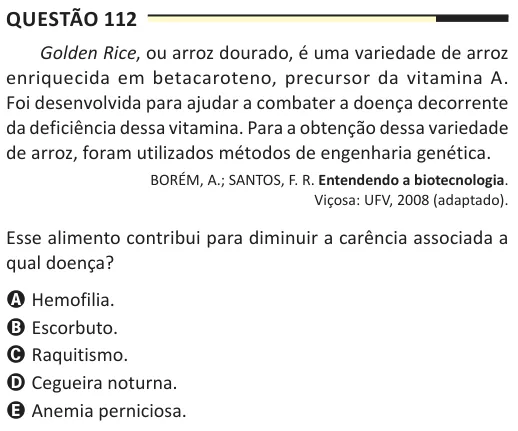 QUESTÃO 112
Golden Rice, ou arroz dourado, é uma variedade de arroz
enriquecida em betacaroteno, precursor da vitamina A.
Foi desenvolvida para ajudar a combater a doença decorrente
da deficiência dessa vitamina. Para a obtenção dessa variedade
de arroz, foram utilizados métodos de engenharia genética.
BORÉM, A.; SANTOS, F. R. Entendendo a biotecnologia.
Viçosa: UFV, 2008 (adaptado).
Esse alimento contribui para diminuir a carência associada a
qual doença?
A Hemofilia.
B Escorbuto.
C Raquitismo.
D Cegueira noturna.
E Anemia perniciosa.